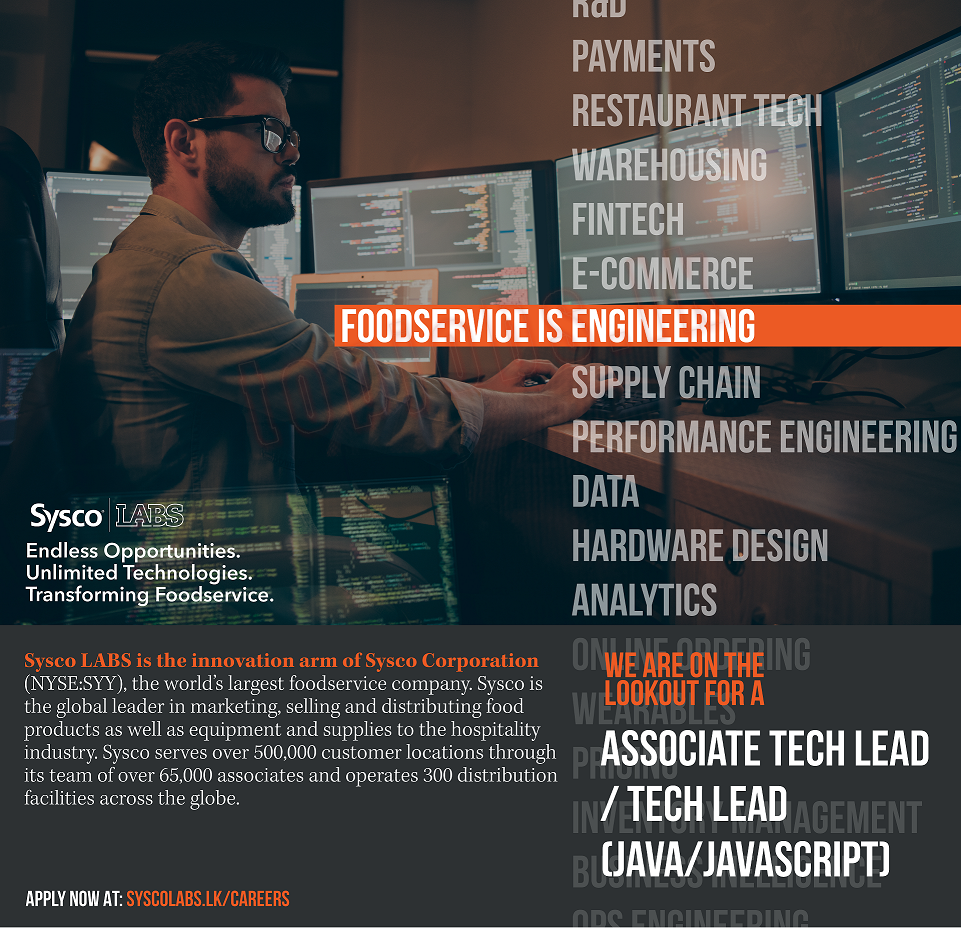 R&D
PAYMENTS
RESTAURANT TECH
WAREHOUSING
FINTECH
E-COMMERCE
FOODSERVICE IS ENGINEERING
SUPPLY CHAIN
PERFORMANCE ENGINEERING
DATA
HARDWARE DESIGN
ANALYTICS
Sysco LABS
Endless Opportunities.
Unlimited Technologies.
Transforming Foodservice.
Sysco LABS is the innovation arm of Sysco Corporation
(NYSE:SYY), the world's largest foodservice company. Sysco is
the global leader in marketing, selling and distributing food
products as well as equipment and supplies to the hospitality
industry. Sysco serves over 500,000 customer locations through
its team of over 65,000 associates and operates 300 distribution
facilities across the globe.
APPLY NOW AT: SYSCOLABS.LK/CAREERS
ONLINE ORDERING
WEARABLES
PRICING
INVENTORY MANAGEMENT
BUSINESS INELLIGENCE
OPS ENGINEERING
WE ARE ON THE
LOOKOUT FOR A
ASSOCIATE TECH LEAD
/ TECH LEAD
(JAVA/JAVASCRIPT)